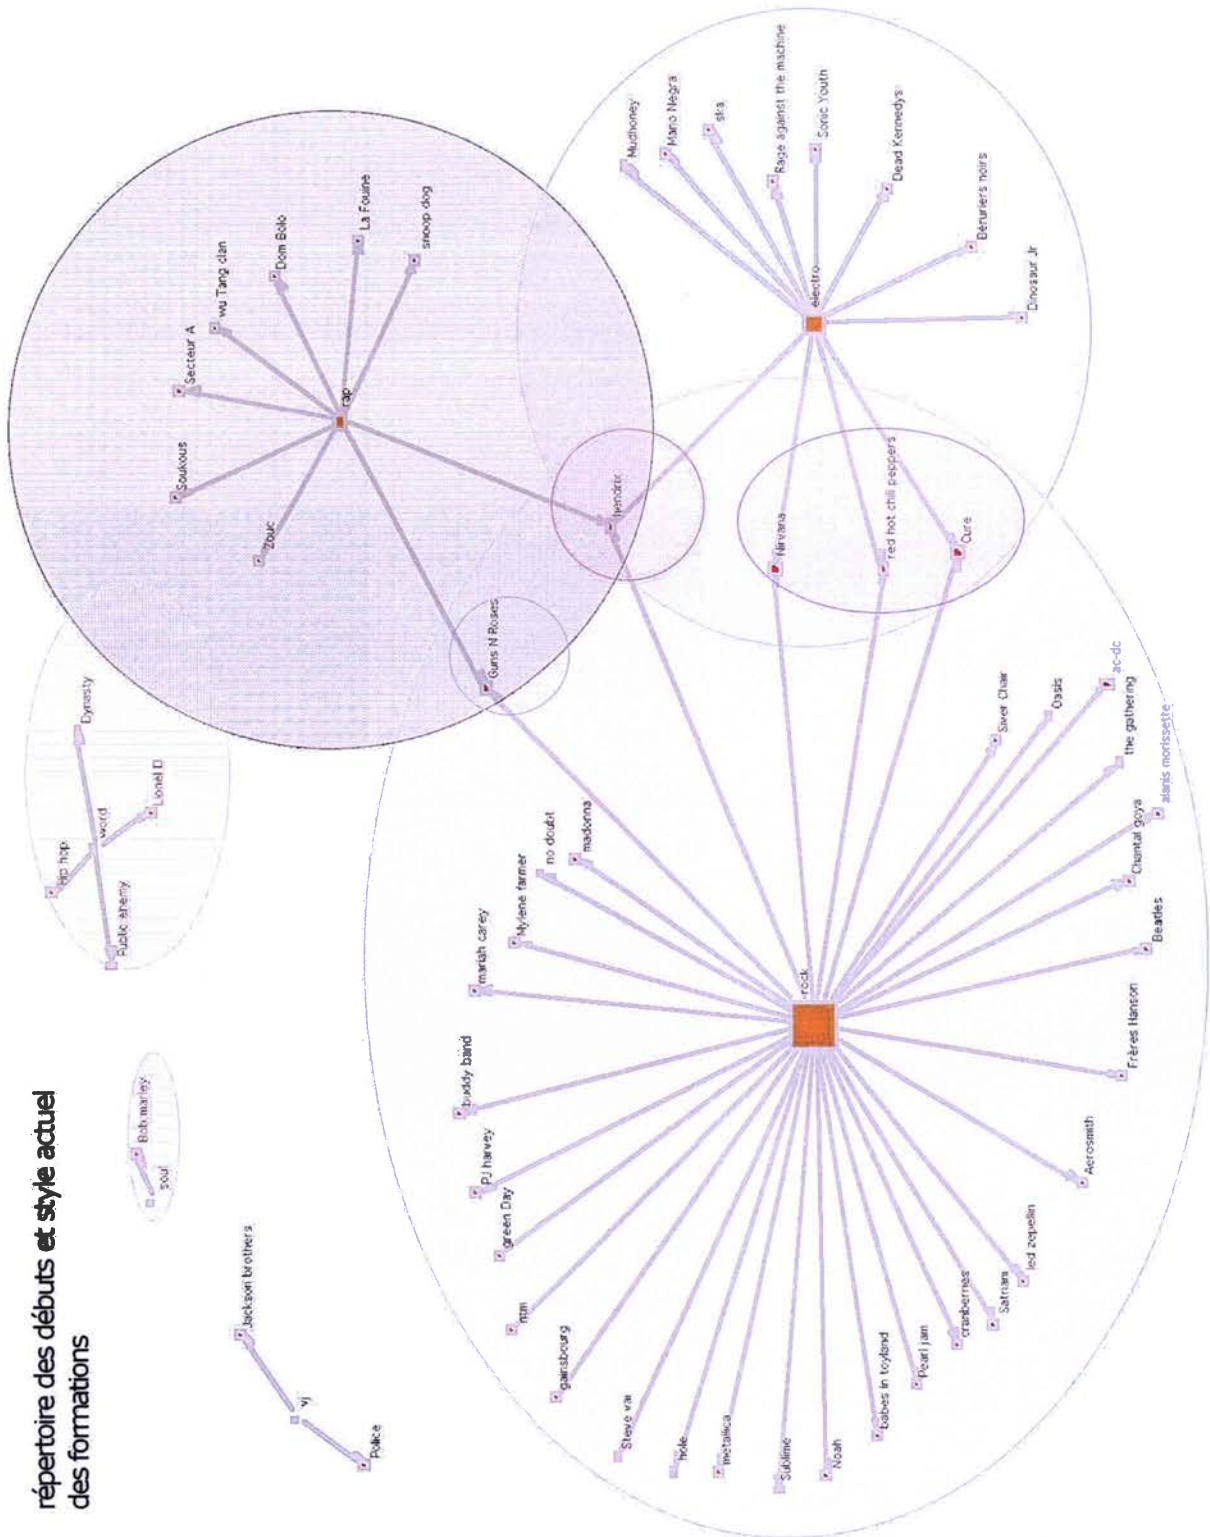 répertoire des débuts et style actuel
des formations
Jackson brothers
vj
Police
Bob marley
soul
Hip hop
Public enemy
word
Dynasty
Lionel D
Soukous
Secteur A
wu Tang clan
Dom Bolo
La Fouine
snoop dog
zouc
rap
Guns N Roses
hendrix
Mudhoney
Mano Negra
ska
Rage against the machine
Sonic Youth
Dead Kennedys
Béruriers noirs
Dinosaur Jr
electro
Nirvana
red hot chili peppers
Cure
buddy band
mariah carey
Mylene farmer
no doubt
madonna
PJ harvey
green Day
ntm
gainsbourg
Steve vai
hole
metallica
Sublime
Noah
babes in toyland
Pearl jam
cranberries
Satriani
led zepellin
Aerosmith
Frères Hanson
Beatles
Chantal goya
alanis morissette
the gathering
ac-dc
Oasis
Siver Chair
rock